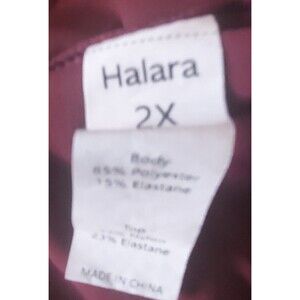 Halara
2X
Body
85% Polyester
15% Elastane
23% Elastane
MADE IN CHINA